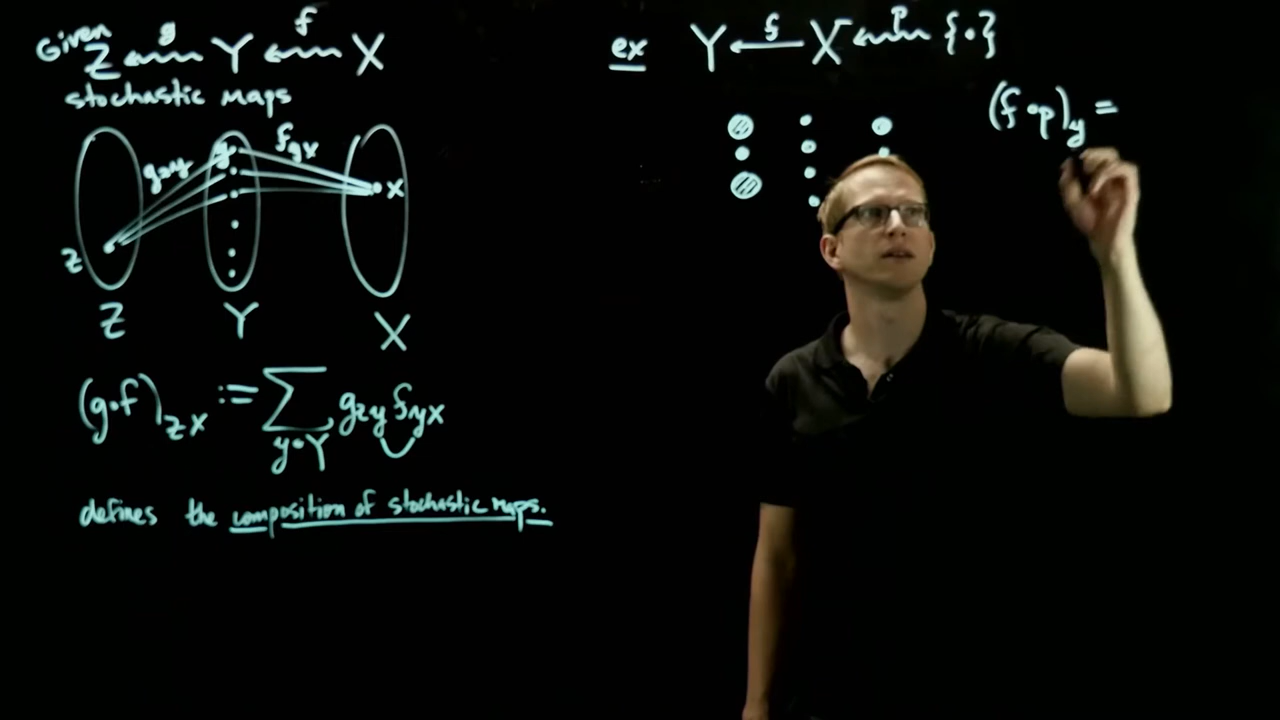 Given
Z g Y f X
stochastic maps
g_zy y f_yx
z x
Z Y X
(g∘f)_zx := Σ_{y∈Y} g_zy f_yx
defines the composition of stochastic maps.
ex Y f X p {•}
(f∘p)_y =